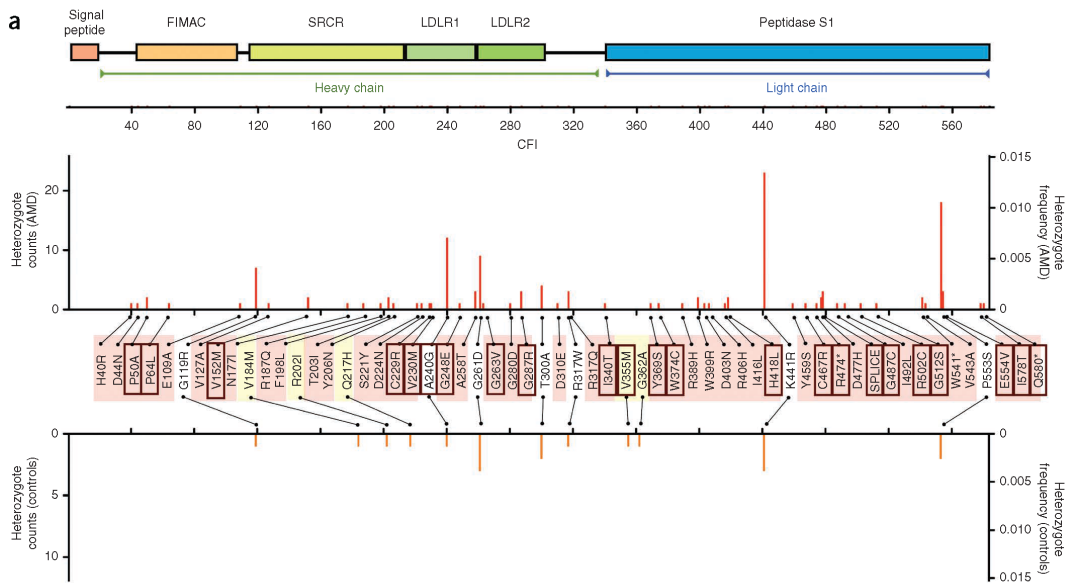 a
Signal
peptide
FIMAC
SRCR
LDLR1
LDLR2
Peptidase S1
Heavy chain
Light chain
40 80 120 160 200 240 280 320 360 400 440 480 520 560
CFI
Heterozygote
counts (AMD)
20
10
0
0.015
0.010
0.005
0
Heterozygote
frequency (AMD)
H40R
D44N
P50A
P64L
E109A
G119R
V127A
V152M
N177I
V184M
R187Q
F198L
R202I
T203I
Y206N
Q217H
S221Y
D224N
C229R
V230M
A240G
G248E
A258T
G261D
G263V
G280D
G287R
T300A
D310E
R317W
R317Q
I340T
V355M
G362A
Y369S
W374C
R389H
W399R
D403N
R406H
I416L
H418L
K441R
Y459S
C467R
R474*
D477H
SPLICE
G487C
I492L
R502C
G512S
W541*
V543A
P553S
E554V
I578T
Q580*
Heterozygote
counts (controls)
0
5
10
0
0.005
0.010
0.015
Heterozygote
frequency (controls)